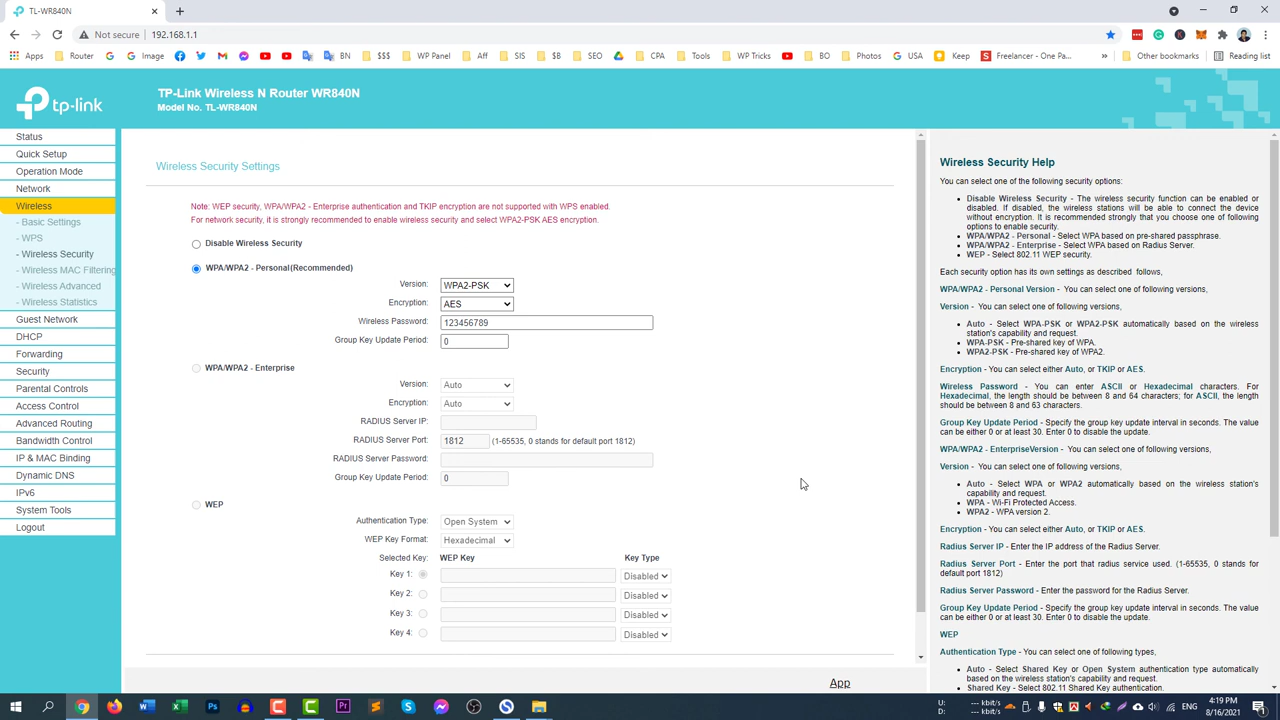 TL-WR840N
Not secure 192.168.1.1
Apps Router Image BN $$$ WP Panel Aff SIS $B SEO CPA Tools WP Tricks BO Photos USA Keep Freelancer - One Pa... Other bookmarks Reading list
tp-link
TP-Link Wireless N Router WR840N
Model No. TL-WR840N
Status
Quick Setup
Operation Mode
Network
Wireless
- Basic Settings
- WPS
- Wireless Security
- Wireless MAC Filtering
- Wireless Advanced
- Wireless Statistics
Guest Network
DHCP
Forwarding
Security
Parental Controls
Access Control
Advanced Routing
Bandwidth Control
IP & MAC Binding
Dynamic DNS
IPv6
System Tools
Logout
Wireless Security Settings
Note: WEP security, WPA/WPA2 - Enterprise authentication and TKIP encryption are not supported with WPS enabled.
For network security, it is strongly recommended to enable wireless security and select WPA2-PSK AES encryption.
Disable Wireless Security
WPA/WPA2 - Personal(Recommended)
Version: WPA2-PSK
Encryption: AES
Wireless Password: 123456789
Group Key Update Period: 0
WPA/WPA2 - Enterprise
Version: Auto
Encryption: Auto
RADIUS Server IP:
RADIUS Server Port: 1812 (1-65535, 0 stands for default port 1812)
RADIUS Server Password:
Group Key Update Period: 0
WEP
Authentication Type: Open System
WEP Key Format: Hexadecimal
Selected Key: WEP Key Key Type
Key 1: Disabled
Key 2: Disabled
Key 3: Disabled
Key 4: Disabled
App
Wireless Security Help
You can select one of the following security options:
Disable Wireless Security - The wireless security function can be enabled or
disabled. If disabled, the wireless stations will be able to connect the device
without encryption. It is recommended strongly that you choose one of following
options to enable security.
WPA/WPA2 - Personal - Select WPA based on pre-shared passphrase.
WPA/WPA2 - Enterprise - Select WPA based on Radius Server.
WEP - Select 802.11 WEP security.
Each security option has its own settings as described follows,
WPA/WPA2 - Personal Version - You can select one of following versions,
Version - You can select one of following versions,
Auto - Select WPA-PSK or WPA2-PSK automatically based on the wireless
station's capability and request.
WPA-PSK - Pre-shared key of WPA.
WPA2-PSK - Pre-shared key of WPA2.
Encryption - You can select either Auto, or TKIP or AES.
Wireless Password - You can enter ASCII or Hexadecimal characters. For
Hexadecimal, the length should be between 8 and 64 characters; for ASCII, the length
should be between 8 and 63 characters.
Group Key Update Period - Specify the group key update interval in seconds. The value
can be either 0 or at least 30. Enter 0 to disable the update.
WPA/WPA2 - EnterpriseVersion - You can select one of following versions,
Version - You can select one of following versions,
Auto - Select WPA or WPA2 automatically based on the wireless station's
capability and request.
WPA - Wi-Fi Protected Access.
WPA2 - WPA version 2.
Encryption - You can select either Auto, or TKIP or AES.
Radius Server IP - Enter the IP address of the Radius Server.
Radius Server Port - Enter the port that radius service used. (1-65535, 0 stands for
default port 1812)
Radius Server Password - Enter the password for the Radius Server.
Group Key Update Period - Specify the group key update interval in seconds. The value
can be either 0 or at least 30. Enter 0 to disable the update.
WEP
Authentication Type - You can select one of following types,
Auto - Select Shared Key or Open System authentication type automatically
based on the wireless station's capability and request.
Shared Key - Select 802.11 Shared Key authentication.
U: --- kbit/s
D: --- kbit/s
ENG
4:19 PM
8/16/2021